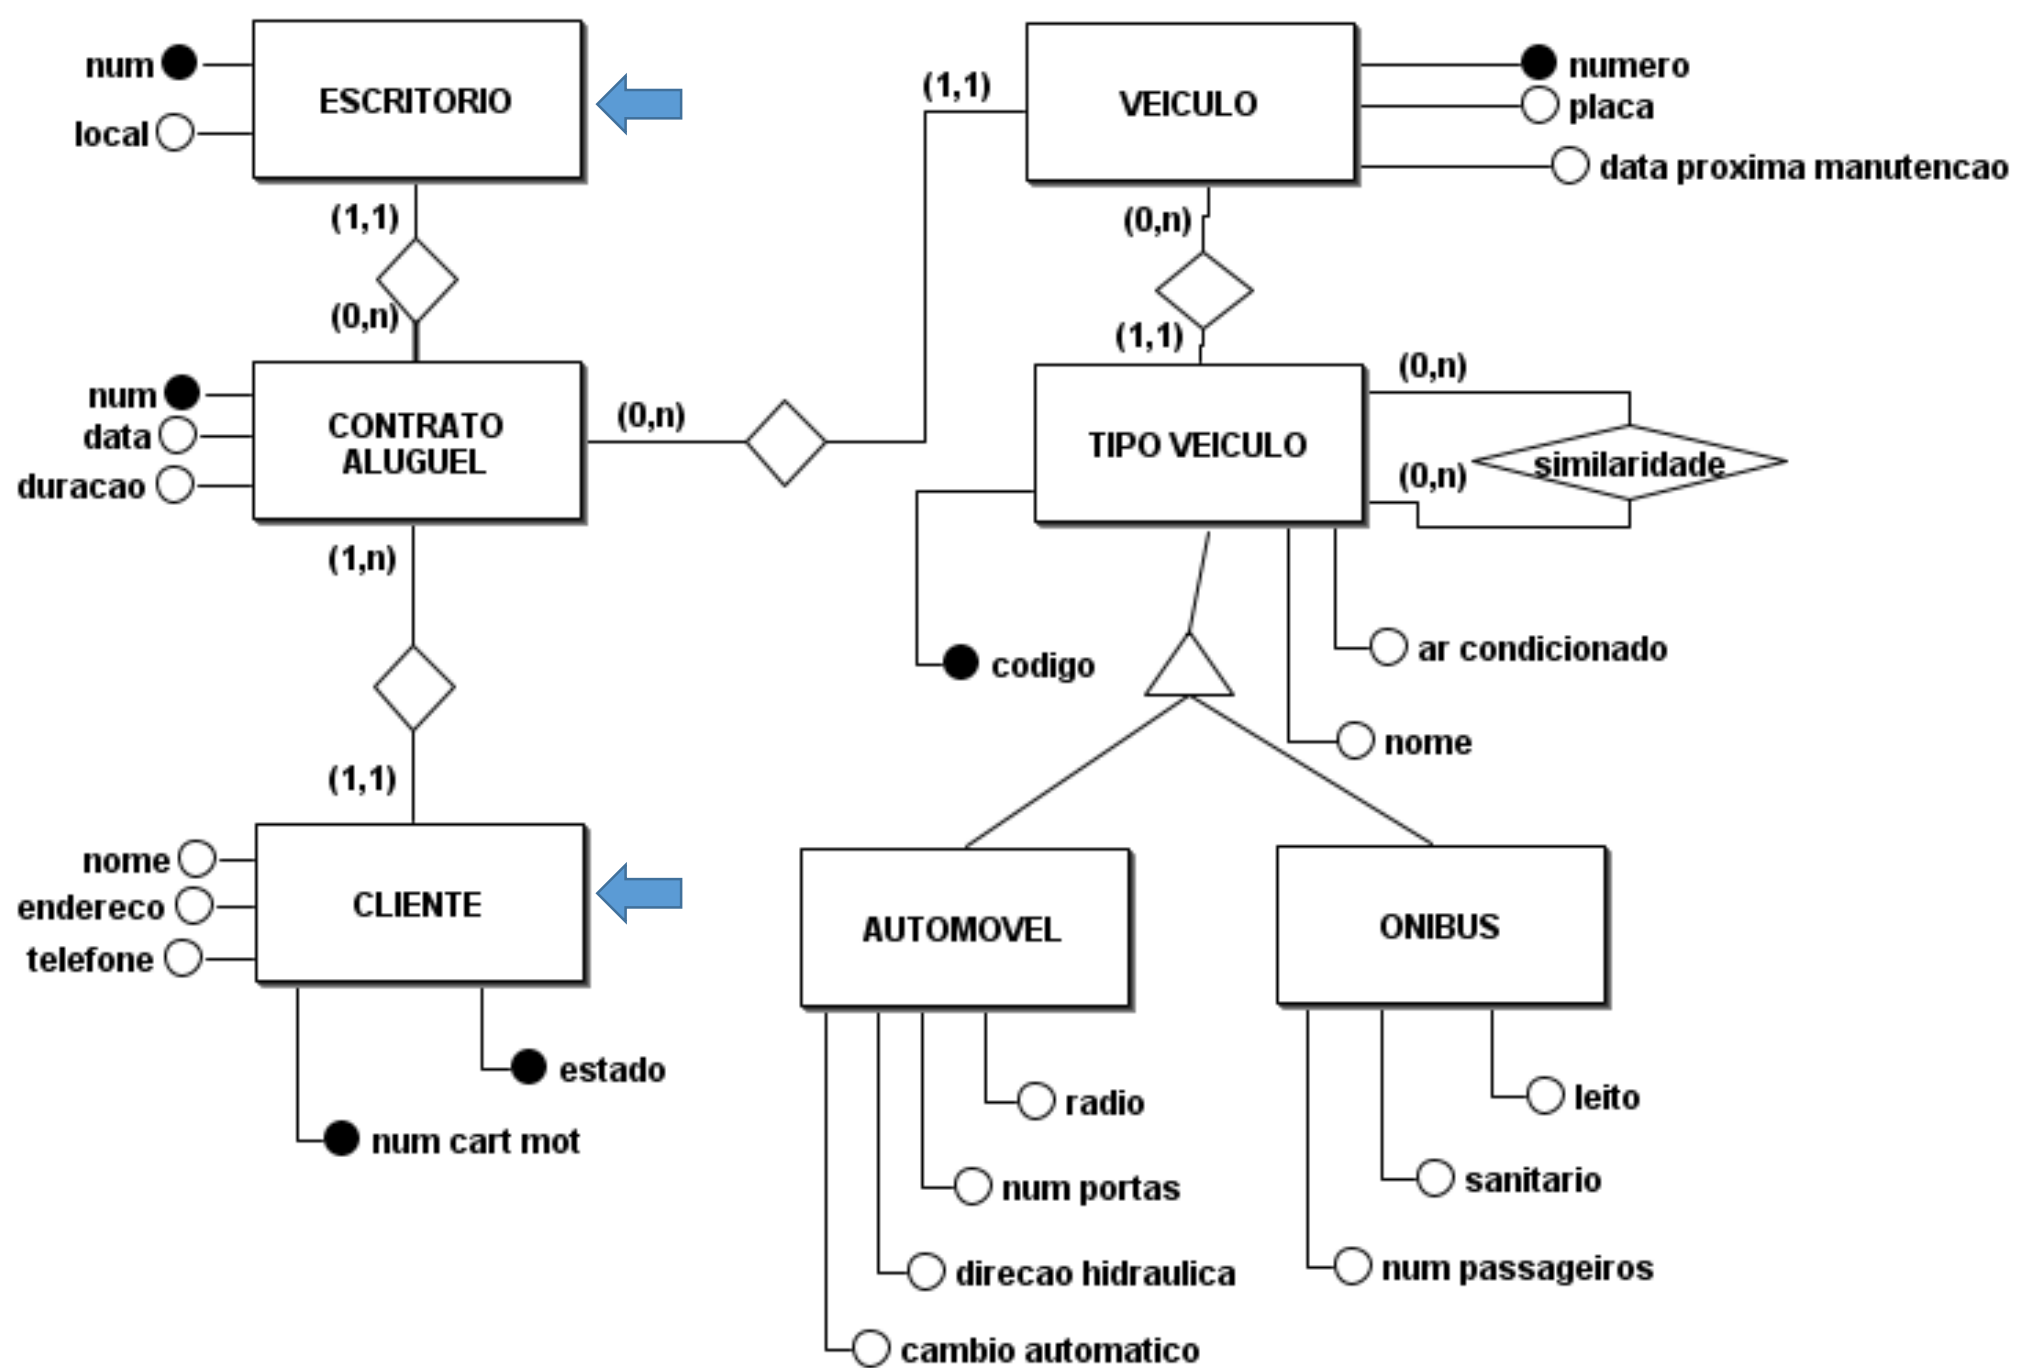 num
local
ESCRITORIO
(1,1)
(0,n)
num
data
duracao
CONTRATO
ALUGUEL
(0,n)
(1,n)
(1,1)
nome
endereco
telefone
CLIENTE
estado
num cart mot
(1,1)
VEICULO
numero
placa
data proxima manutencao
(0,n)
(1,1)
TIPO VEICULO
(0,n)
similaridade
(0,n)
codigo
ar condicionado
nome
AUTOMOVEL
radio
num portas
direcao hidraulica
cambio automatico
ONIBUS
leito
sanitario
num passageiros